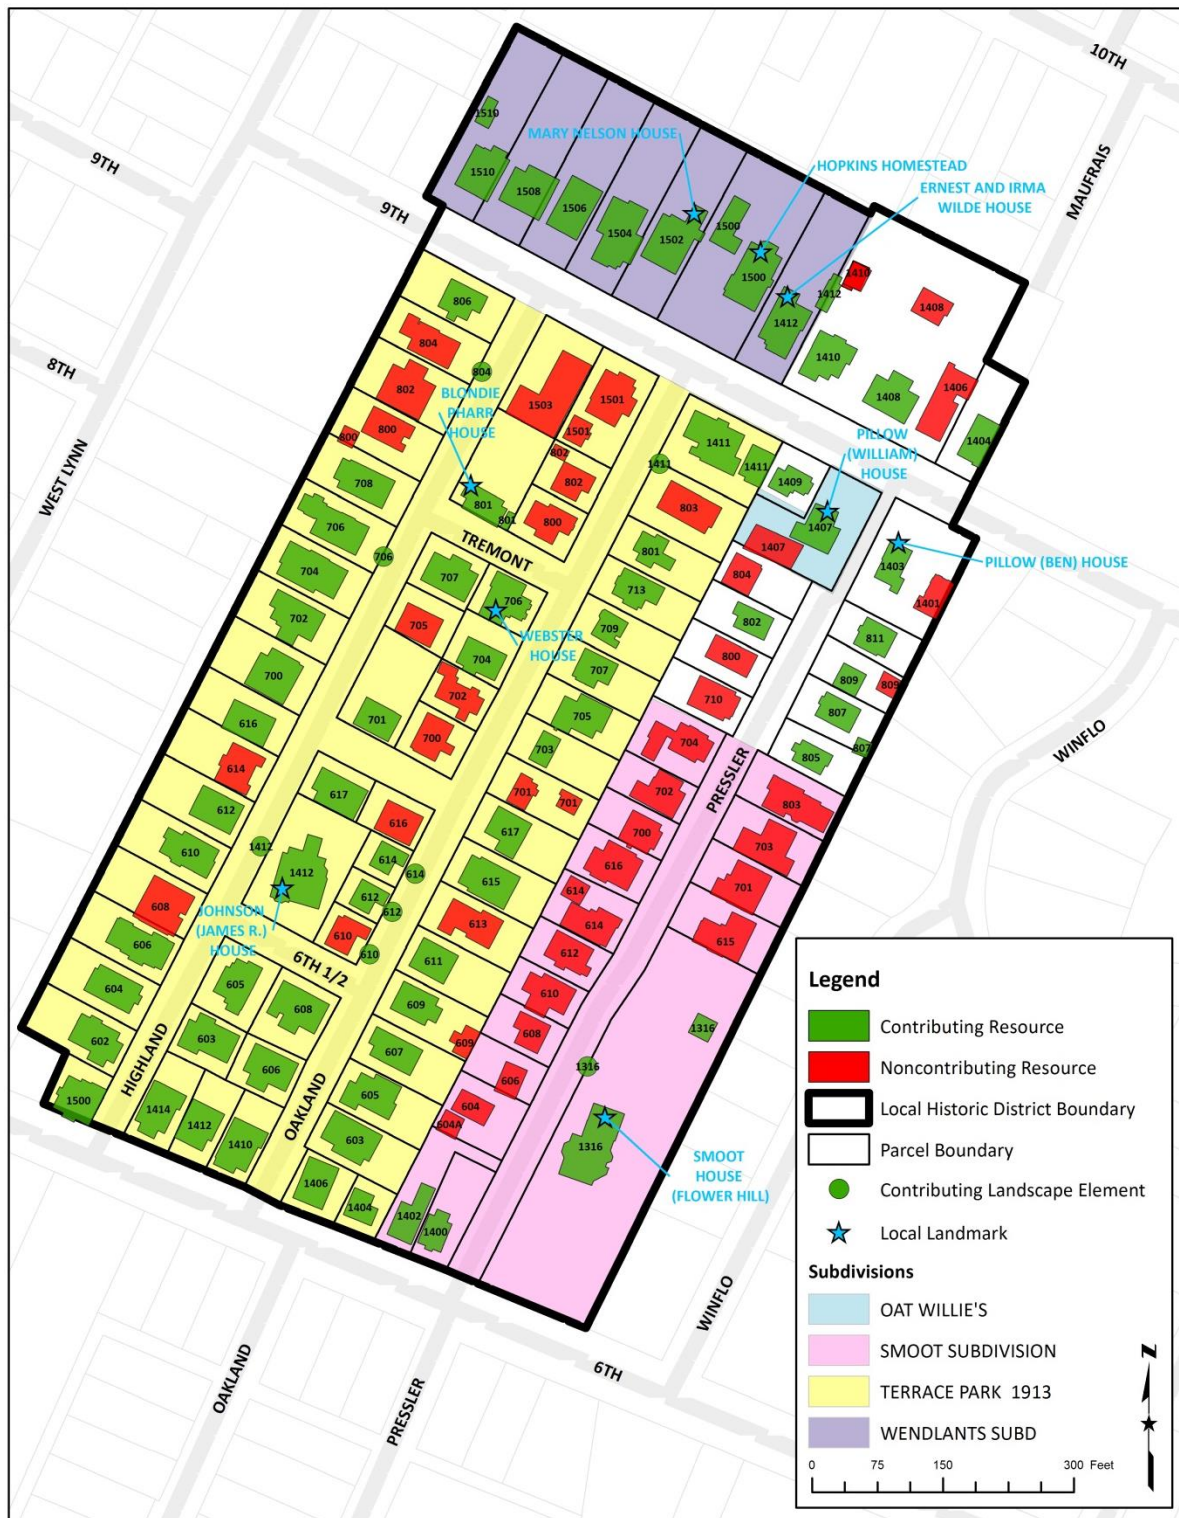 10TH
MAUFRAIS
9TH
9TH
8TH
WEST LYNN
1510
MARY NELSON HOUSE
HOPKINS HOMESTEAD
ERNEST AND IRMA
WILDE HOUSE
1510
1508
1506
1504
1502
1500
1500
1412
1412
1410
1410
1408
1408
1406
1404
806
804
804
802
800
800
BLONDIE
PHARR
HOUSE
1503
1501
1501
802
802
801
801
800
708
706
706
704
702
700
616
614
612
610
608
606
604
602
1500
TREMONT
707
706
WEBSTER
HOUSE
705
704
702
701
700
1411
1411
1411
1409
PILLOW
(WILLIAM)
HOUSE
1407
1407
803
801
713
709
707
705
703
701
701
617
615
613
611
609
609
607
605
603
804
802
800
710
1403
PILLOW (BEN) HOUSE
1401
811
809
809
807
807
805
WINFLO
PRESSLER
704
702
700
616
614
614
612
610
608
606
604
604A
803
703
701
615
1316
1316
1316
SMOOT
HOUSE
(FLOWER HILL)
617
616
614
614
612
612
610
610
1412
1412
JOHNSON
(JAMES R.)
HOUSE
6TH 1/2
605
608
603
606
HIGHLAND
OAKLAND
1414
1412
1410
1406
1404
1402
1400
OAKLAND
PRESSLER
6TH
WINFLO
Legend
Contributing Resource
Noncontributing Resource
Local Historic District Boundary
Parcel Boundary
Contributing Landscape Element
Local Landmark
Subdivisions
OAT WILLIE'S
SMOOT SUBDIVISION
TERRACE PARK 1913
WENDLANTS SUBD
N
0 75 150 300 Feet